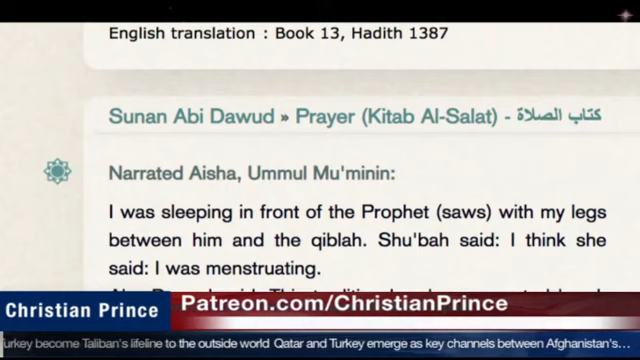 English translation : Book 13, Hadith 1387
Sunan Abi Dawud » Prayer (Kitab Al-Salat) - كتاب الصلاة
Narrated Aisha, Ummul Mu'minin:
I was sleeping in front of the Prophet (saws) with my legs
between him and the qiblah. Shu'bah said: I think she
said: I was menstruating.
Christian Prince
Patreon.com/ChristianPrince
Turkey become Taliban's lifeline to the outside world Qatar and Turkey emerge as key channels between Afghanistan's...